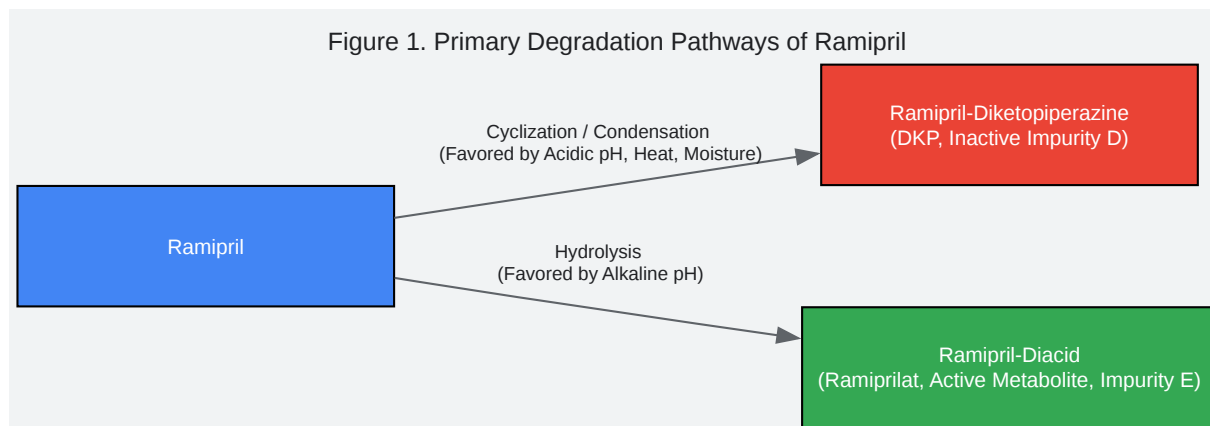 Figure 1. Primary Degradation Pathways of Ramipril
Ramipril-Diketopiperazine
(DKP, Inactive Impurity D)
Cyclization / Condensation
(Favored by Acidic pH, Heat, Moisture)
Ramipril
Hydrolysis
(Favored by Alkaline pH)
Ramipril-Diacid
(Ramiprilat, Active Metabolite, Impurity E)